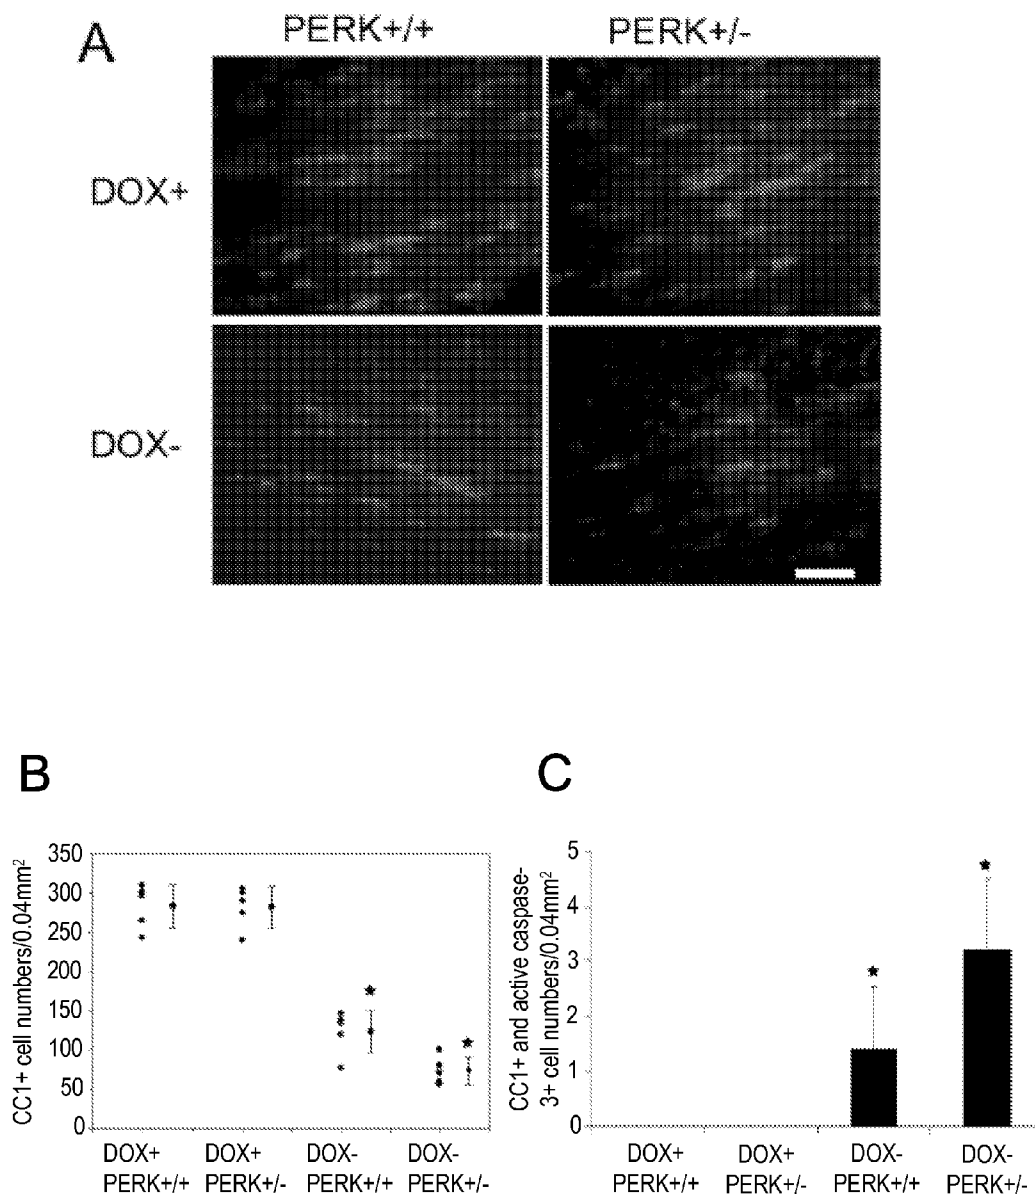 A
PERK+/+ PERK+/-
DOX+
DOX-
B
CC1+ cell numbers/0.04mm²
350
300
250
200
150
100
50
0
DOX+ DOX+ DOX- DOX-
PERK+/+ PERK+/- PERK+/+ PERK+/-
C
CC1+ and active caspase-
3+ cell numbers/0.04mm²
5
4
3
2
1
0
DOX+ DOX+ DOX- DOX-
PERK+/+ PERK+/- PERK+/+ PERK+/-